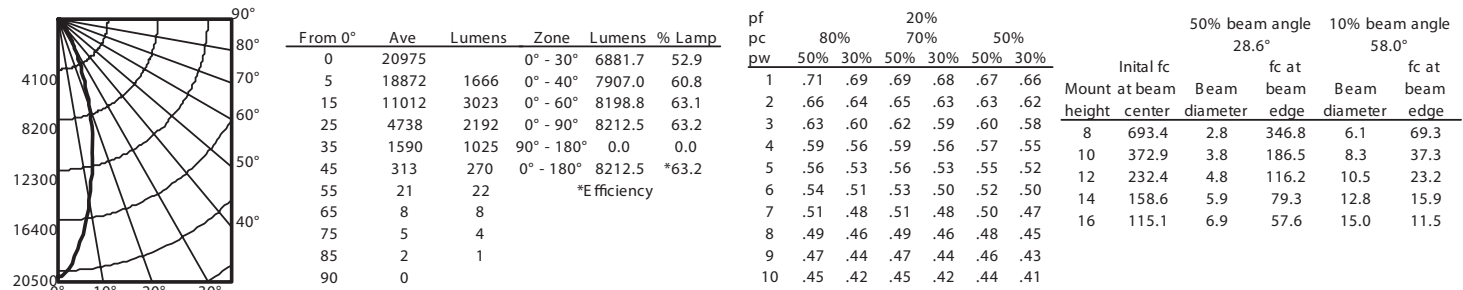 90°
80°
70°
60°
50°
40°
4100
8200
12300
16400
20500
0° 10° 20° 30°
From 0° Ave Lumens Zone Lumens % Lamp
0 20975 0° - 30° 6881.7 52.9
5 18872 1666 0° - 40° 7907.0 60.8
15 11012 3023 0° - 60° 8198.8 63.1
25 4738 2192 0° - 90° 8212.5 63.2
35 1590 1025 90° - 180° 0.0 0.0
45 313 270 0° - 180° 8212.5 *63.2
55 21 22 *Efficiency
65 8 8
75 5 4
85 2 1
90 0
pf 20%
pc 80% 70% 50%
pw 50% 30% 50% 30% 50% 30%
1 .71 .69 .69 .68 .67 .66
2 .66 .64 .65 .63 .63 .62
3 .63 .60 .62 .59 .60 .58
4 .59 .56 .59 .56 .57 .55
5 .56 .53 .56 .53 .55 .52
6 .54 .51 .53 .50 .52 .50
7 .51 .48 .51 .48 .50 .47
8 .49 .46 .49 .46 .48 .45
9 .47 .44 .47 .44 .46 .43
10 .45 .42 .45 .42 .44 .41
50% beam angle 10% beam angle
28.6° 58.0°
Inital fc fc at fc at
Mount at beam Beam beam Beam beam
height center diameter edge diameter edge
8 693.4 2.8 346.8 6.1 69.3
10 372.9 3.8 186.5 8.3 37.3
12 232.4 4.8 116.2 10.5 23.2
14 158.6 5.9 79.3 12.8 15.9
16 115.1 6.9 57.6 15.0 11.5